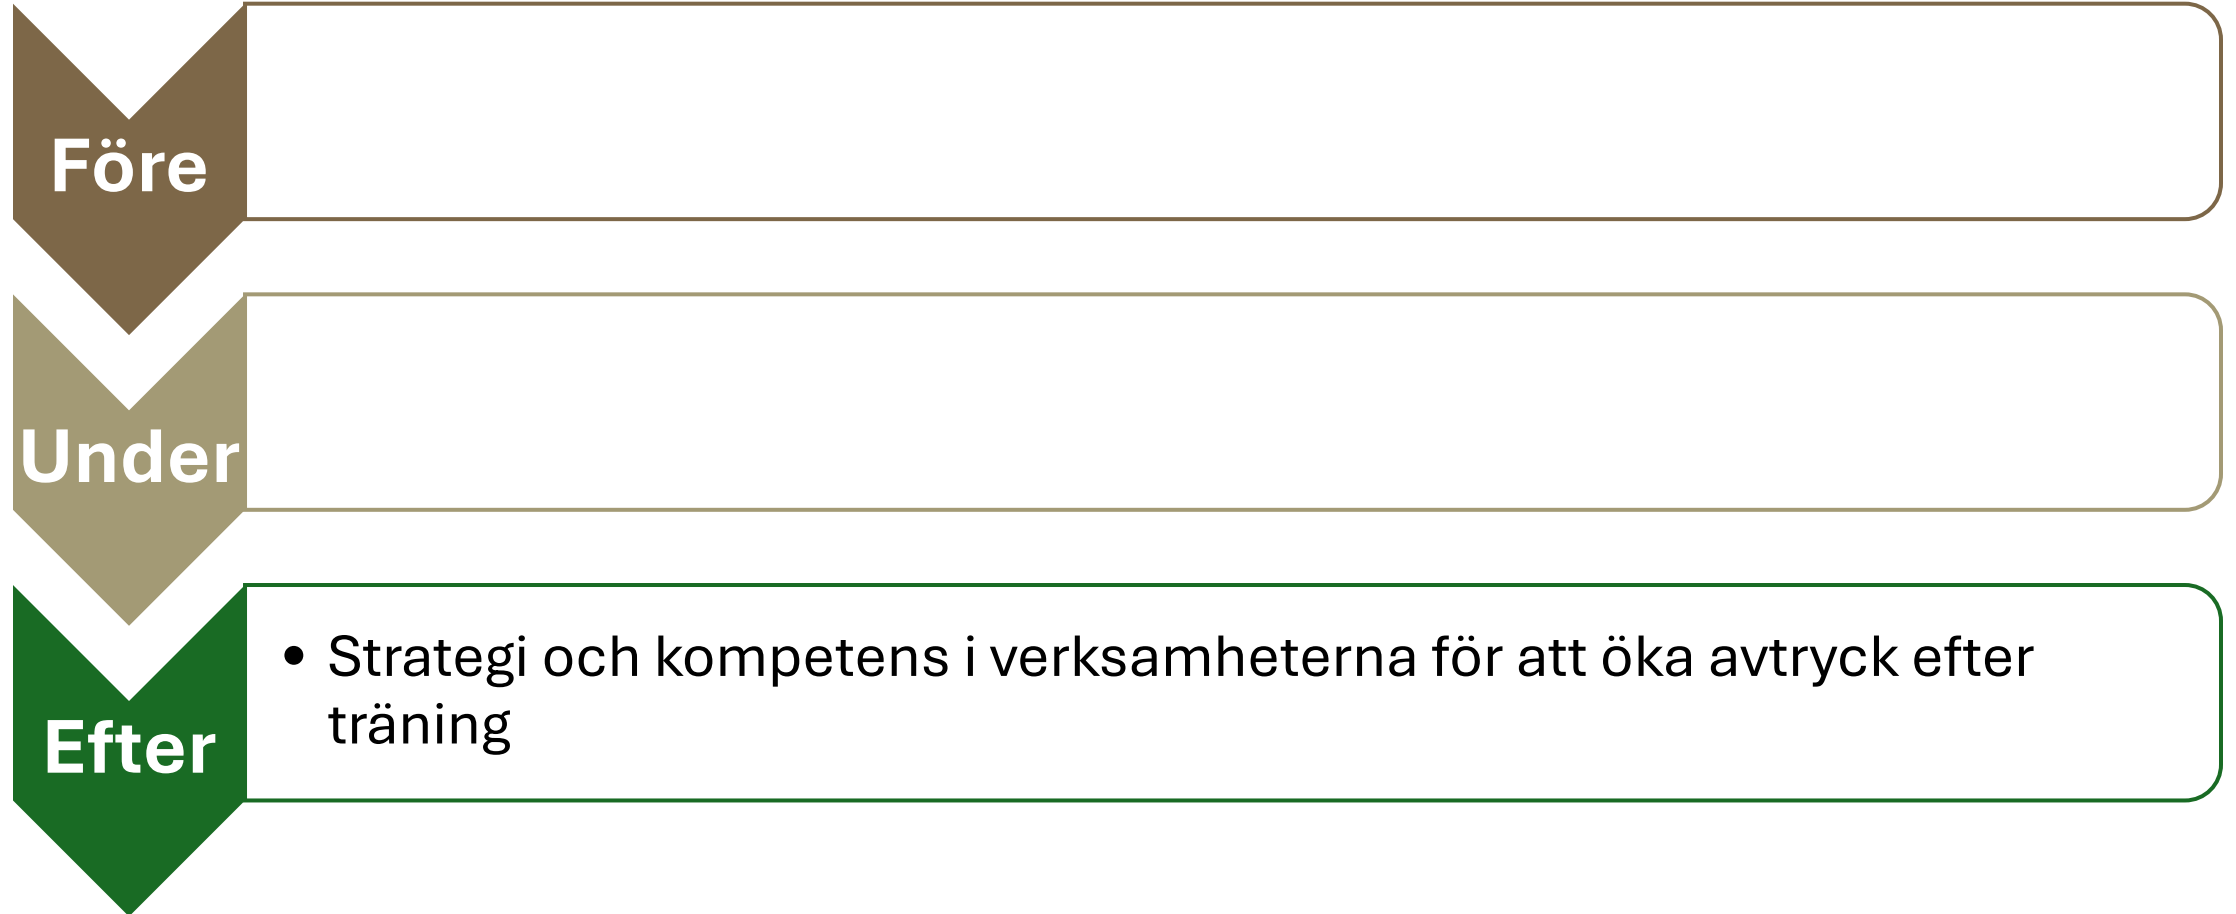 Före
Under
Efter
• Strategi och kompetens i verksamheterna för att öka avtryck efter
träning